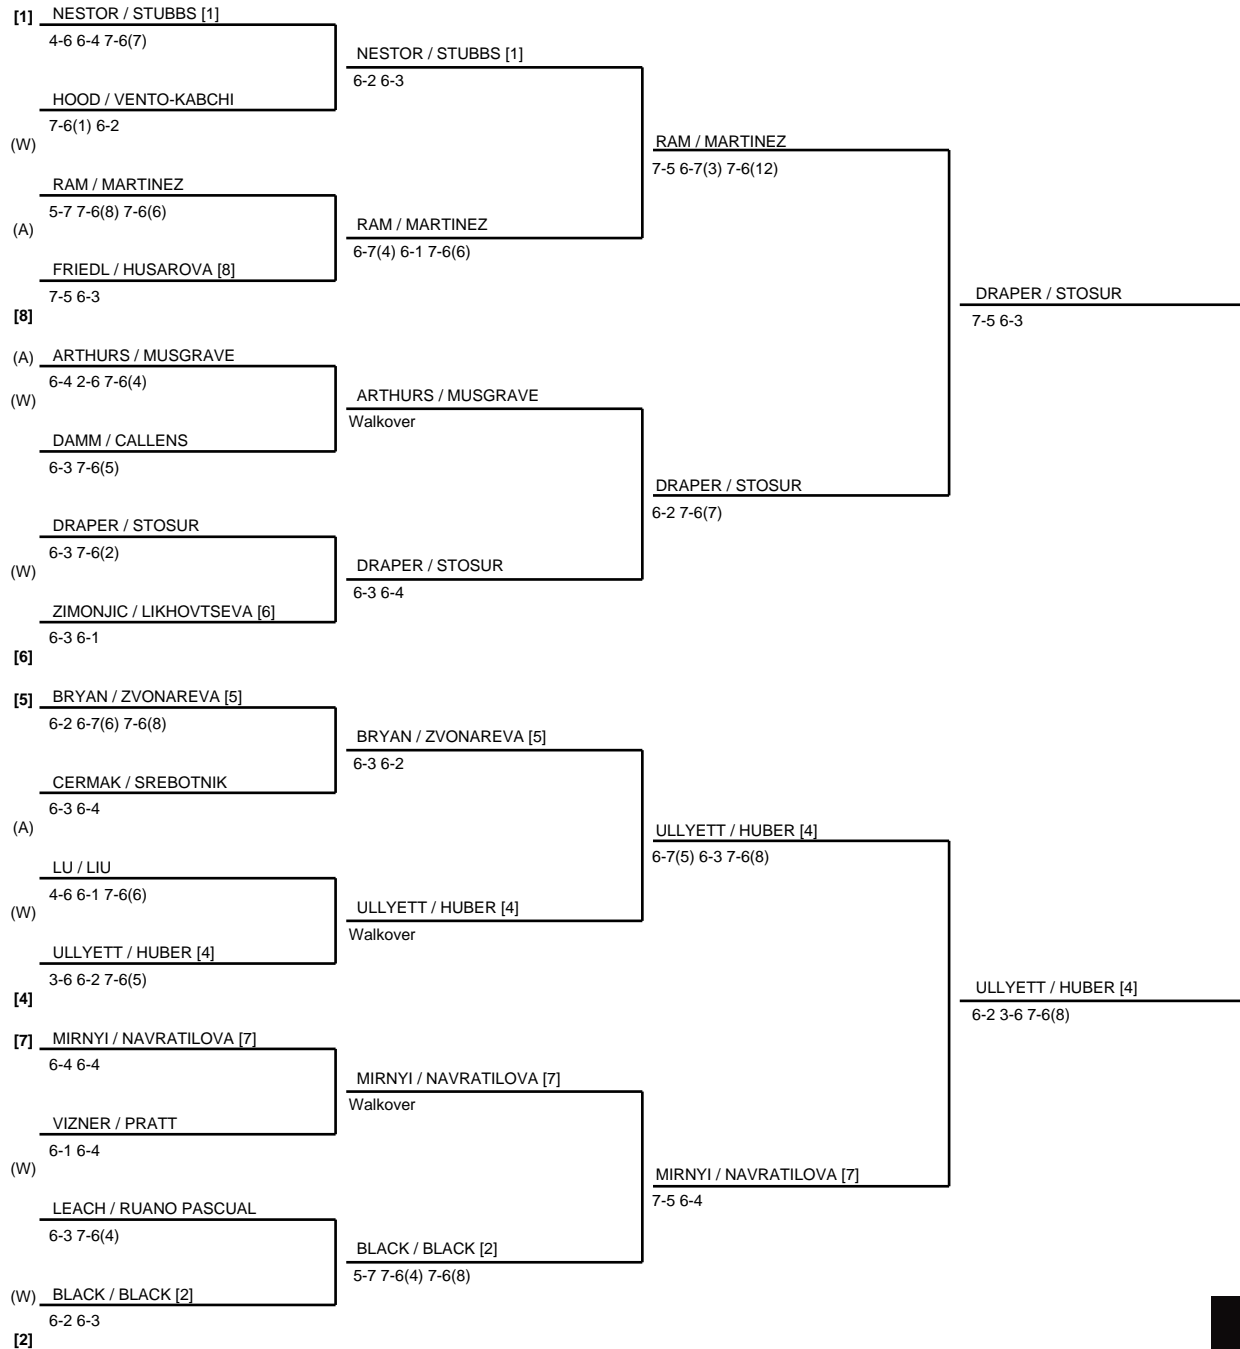 [1] NESTOR / STUBBS [1]
4-6 6-4 7-6(7)
NESTOR / STUBBS [1]
6-2 6-3
HOOD / VENTO-KABCHI
7-6(1) 6-2
(W)
RAM / MARTINEZ
7-5 6-7(3) 7-6(12)
RAM / MARTINEZ
5-7 7-6(8) 7-6(6)
(A)
RAM / MARTINEZ
6-7(4) 6-1 7-6(6)
FRIEDL / HUSAROVA [8]
7-5 6-3
[8]
DRAPER / STOSUR
7-5 6-3
(A) ARTHURS / MUSGRAVE
6-4 2-6 7-6(4)
(W)
ARTHURS / MUSGRAVE
Walkover
DAMM / CALLENS
6-3 7-6(5)
DRAPER / STOSUR
6-2 7-6(7)
DRAPER / STOSUR
6-3 7-6(2)
(W)
DRAPER / STOSUR
6-3 6-4
ZIMONJIC / LIKHOVTSEVA [6]
6-3 6-1
[6]
[5] BRYAN / ZVONAREVA [5]
6-2 6-7(6) 7-6(8)
BRYAN / ZVONAREVA [5]
6-3 6-2
CERMAK / SREBOTNIK
6-3 6-4
(A)
ULLYETT / HUBER [4]
6-7(5) 6-3 7-6(8)
LU / LIU
4-6 6-1 7-6(6)
(W)
ULLYETT / HUBER [4]
Walkover
ULLYETT / HUBER [4]
3-6 6-2 7-6(5)
[4]
ULLYETT / HUBER [4]
6-2 3-6 7-6(8)
[7] MIRNYI / NAVRATILOVA [7]
6-4 6-4
MIRNYI / NAVRATILOVA [7]
Walkover
VIZNER / PRATT
6-1 6-4
(W)
MIRNYI / NAVRATILOVA [7]
7-5 6-4
LEACH / RUANO PASCUAL
6-3 7-6(4)
BLACK / BLACK [2]
5-7 7-6(4) 7-6(8)
(W) BLACK / BLACK [2]
6-2 6-3
[2]